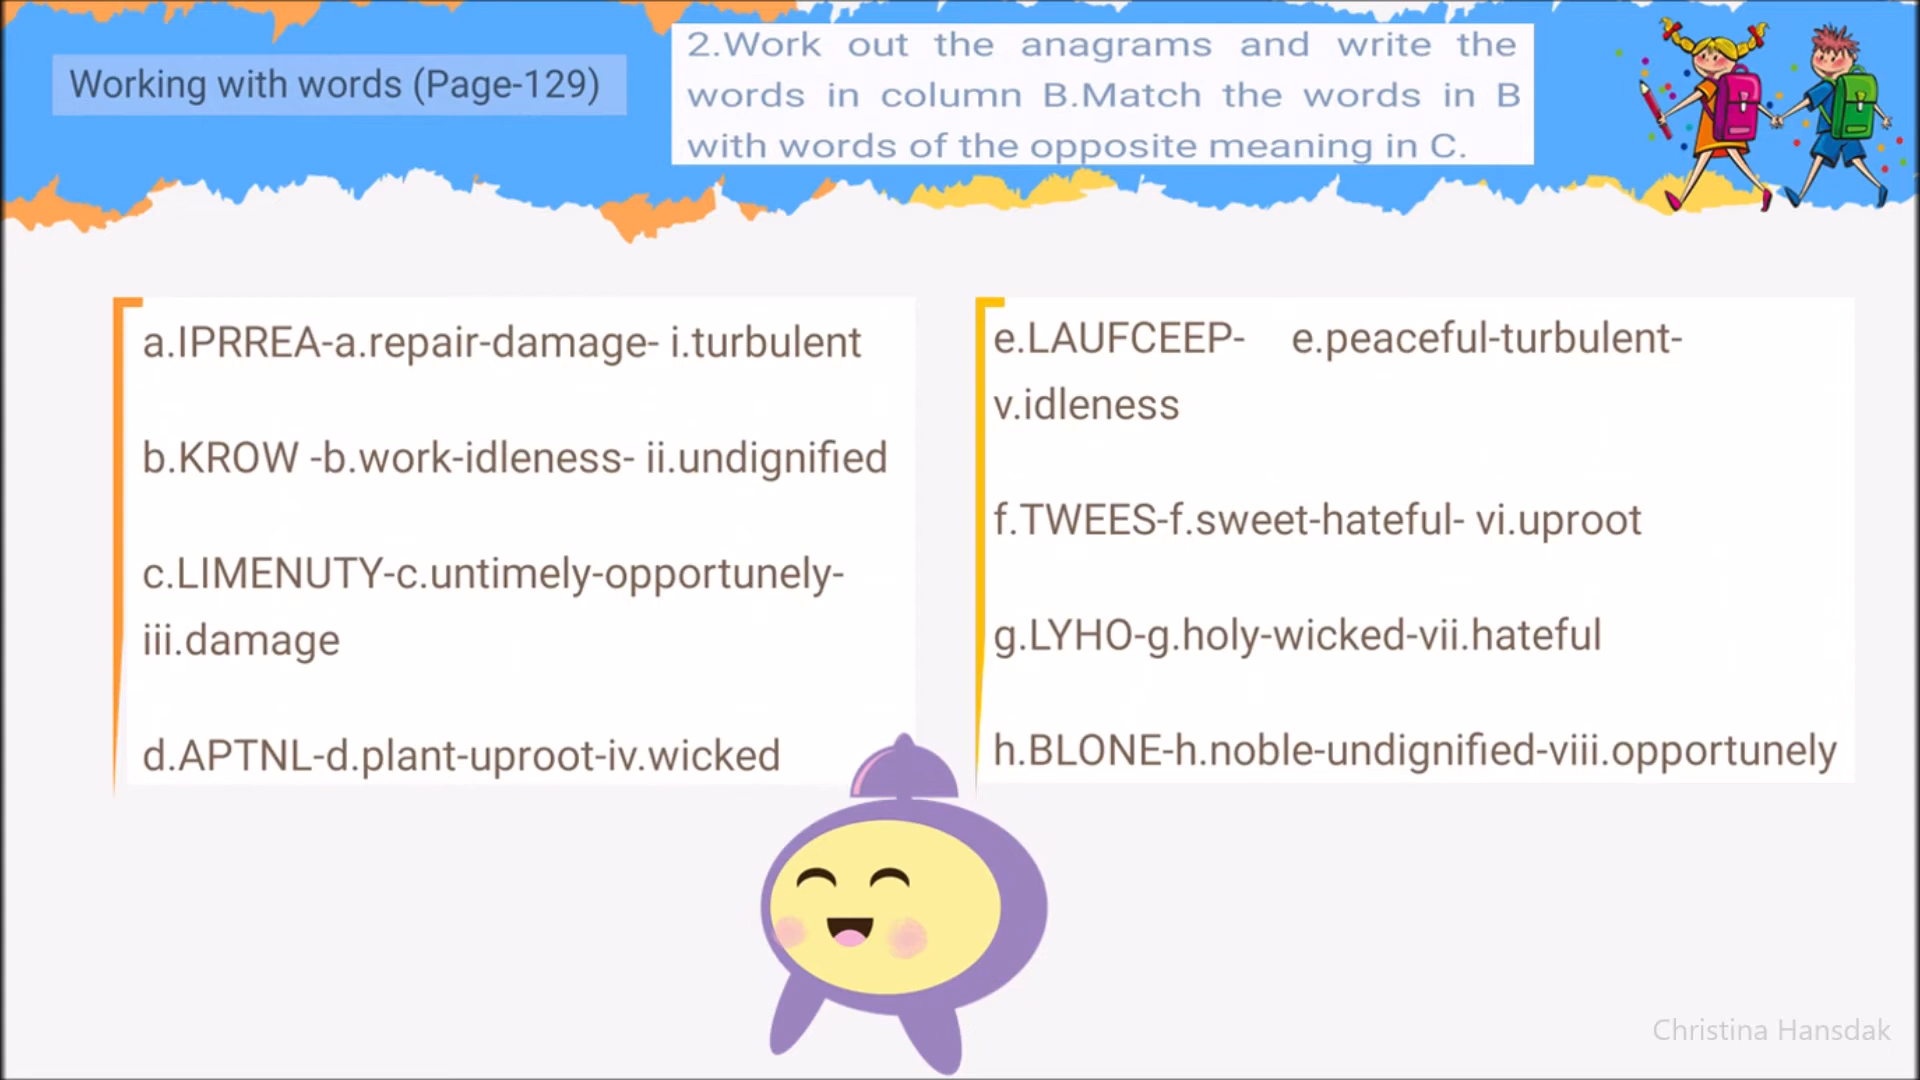 Working with words (Page-129)
2.Work out the anagrams and write the
words in column B.Match the words in B
with words of the opposite meaning in C.
a.IPRREA-a.repair-damage- i.turbulent
b.KROW -b.work-idleness- ii.undignified
c.LIMENUTY-c.untimely-opportunely-
iii.damage
d.APTNL-d.plant-uproot-iv.wicked
e.LAUFCEEP- e.peaceful-turbulent-
v.idleness
f.TWEES-f.sweet-hateful- vi.uproot
g.LYHO-g.holy-wicked-vii.hateful
h.BLONE-h.noble-undignified-viii.opportunely
Christina Hansdak